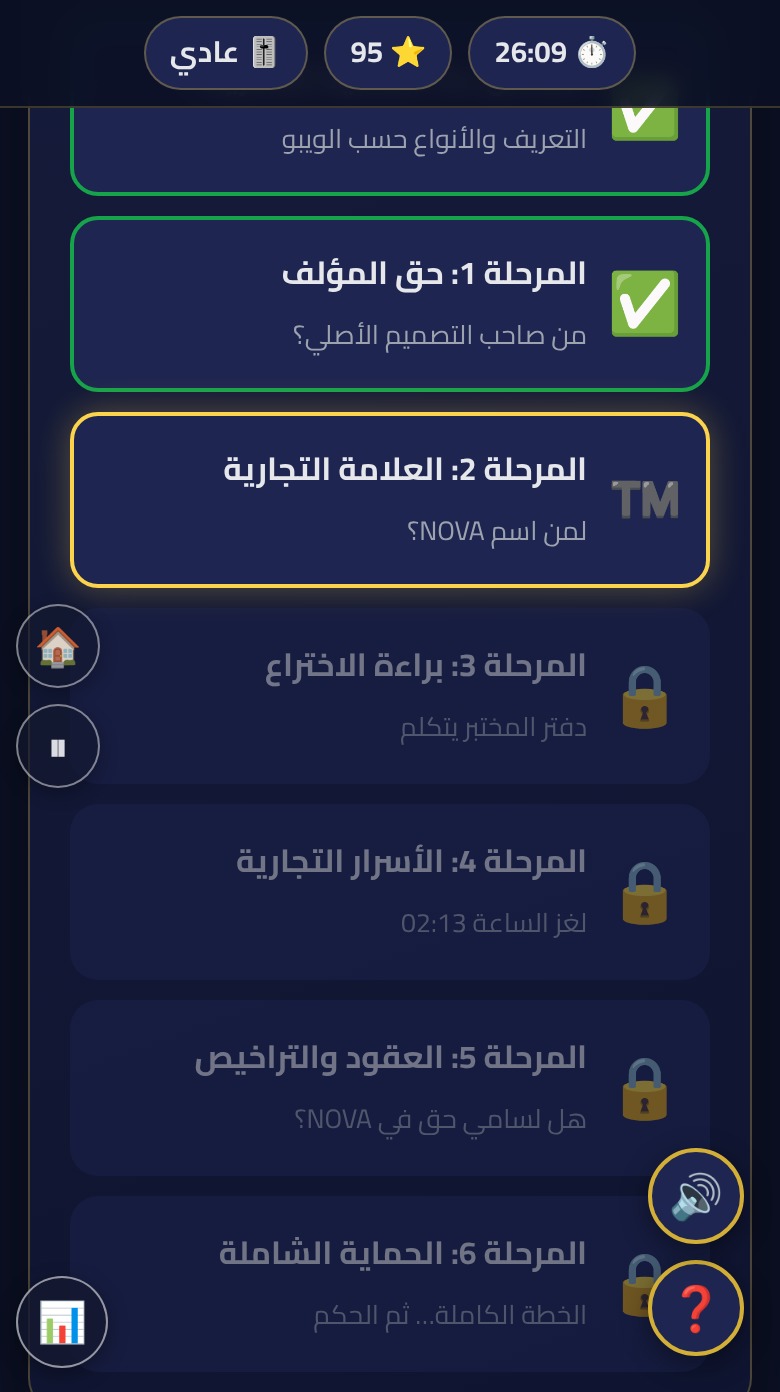 ⏱️ 26:09
⭐ 95
🎚️ عادي
التعريف والأنواع حسب الويبو
المرحلة 1: حق المؤلف
من صاحب التصميم الأصلي؟
™️
المرحلة 2: العلامة التجارية
لمن اسم NOVA؟
المرحلة 3: براءة الاختراع
دفتر المختبر يتكلم
المرحلة 4: الأسرار التجارية
لغز الساعة 02:13
المرحلة 5: العقود والتراخيص
هل لسامي حق في NOVA؟
المرحلة 6: الحماية الشاملة
الخطة الكاملة... ثم الحكم